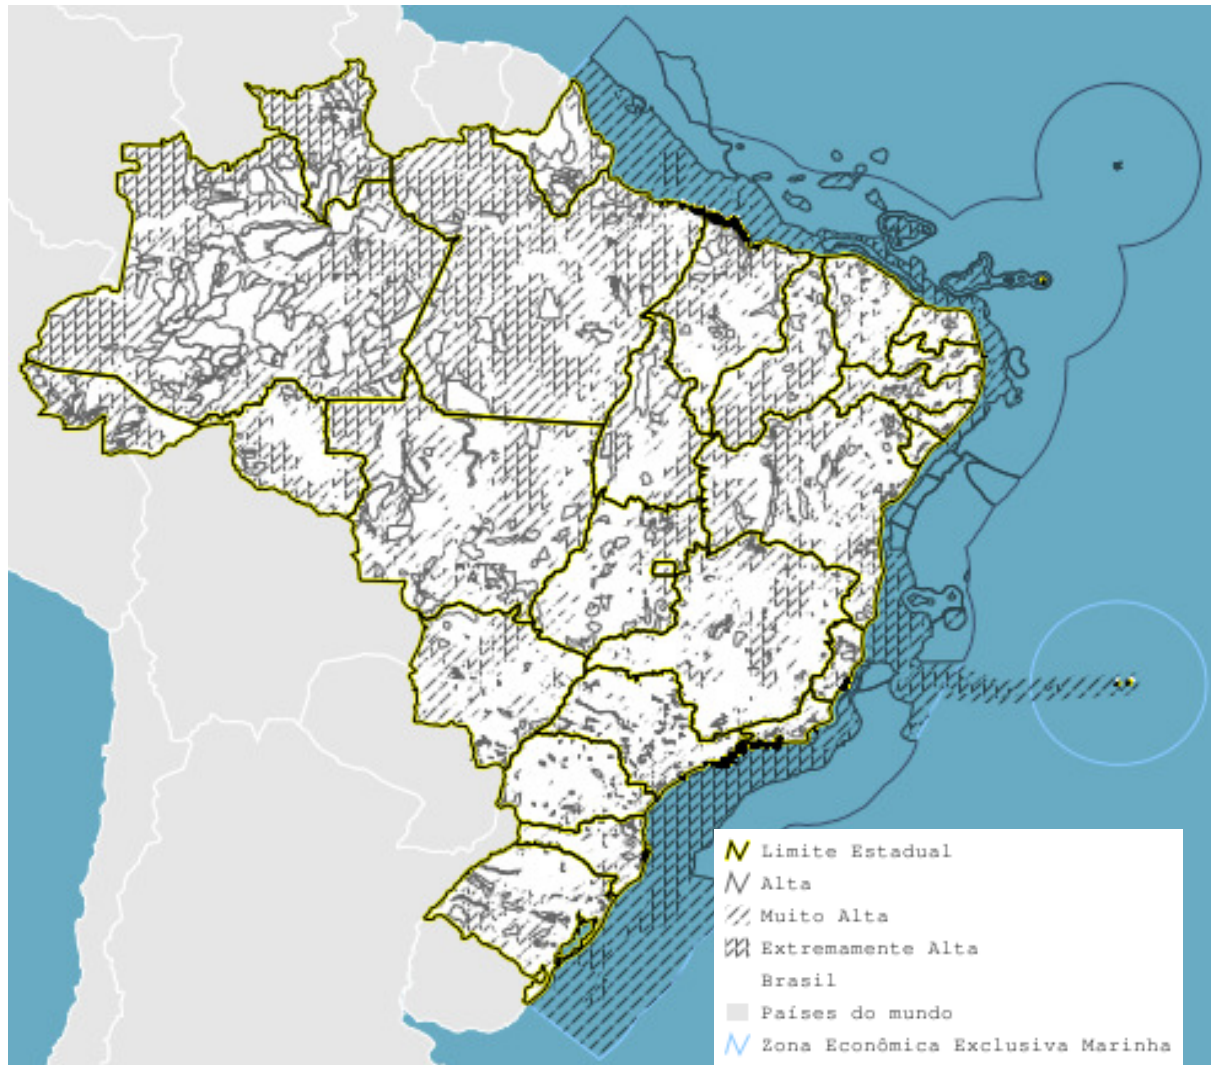 Limite Estadual
Alta
Muito Alta
Extremamente Alta
Brasil
Países do mundo
Zona Econômica Exclusiva Marinha